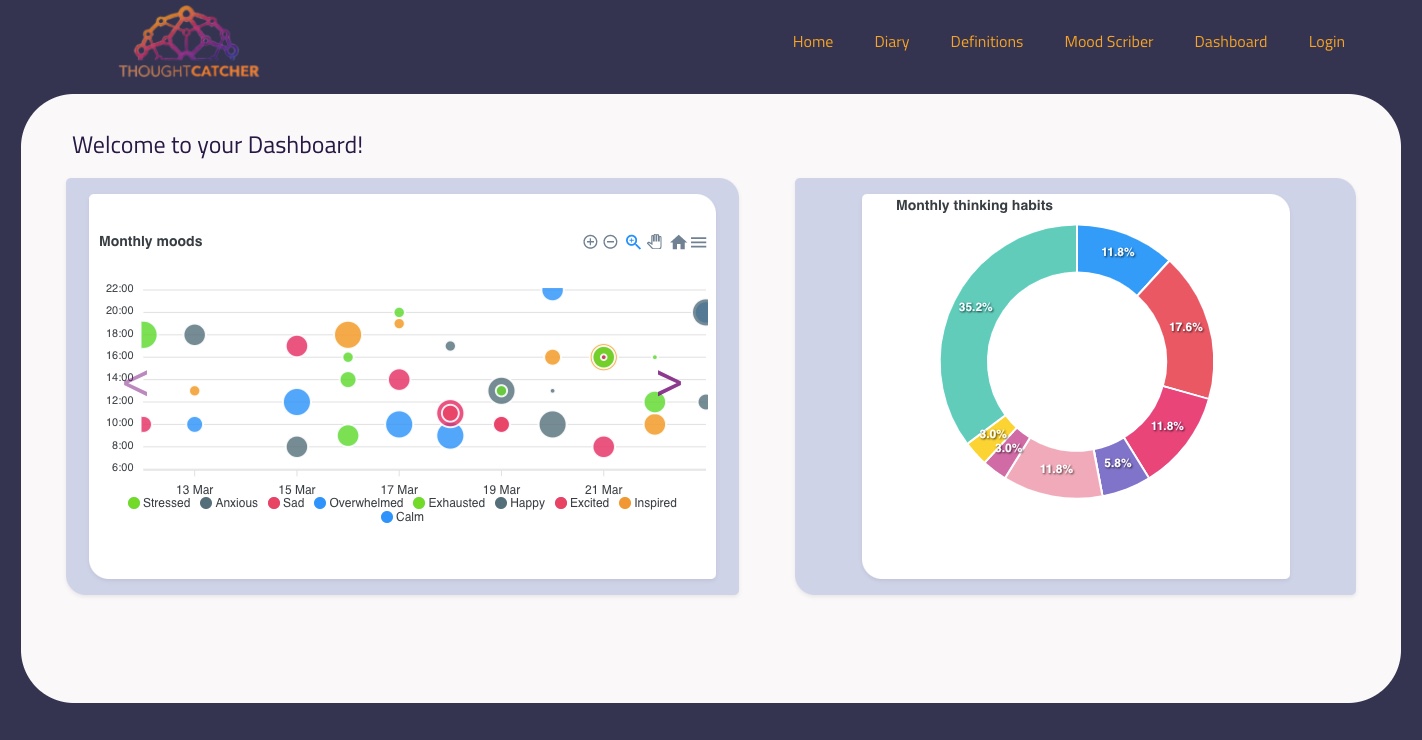 THOUGHTCATCHER
Home Diary Definitions Mood Scriber Dashboard Login
Welcome to your Dashboard!
Monthly moods
22:00
20:00
18:00
16:00
14:00
12:00
10:00
8:00
6:00
13 Mar 15 Mar 17 Mar 19 Mar 21 Mar
Stressed Anxious Sad Overwhelmed Exhausted Happy Excited Inspired
Calm
Monthly thinking habits
11.8%
17.6%
11.8%
5.8%
11.8%
3.0%
3.0%
35.2%